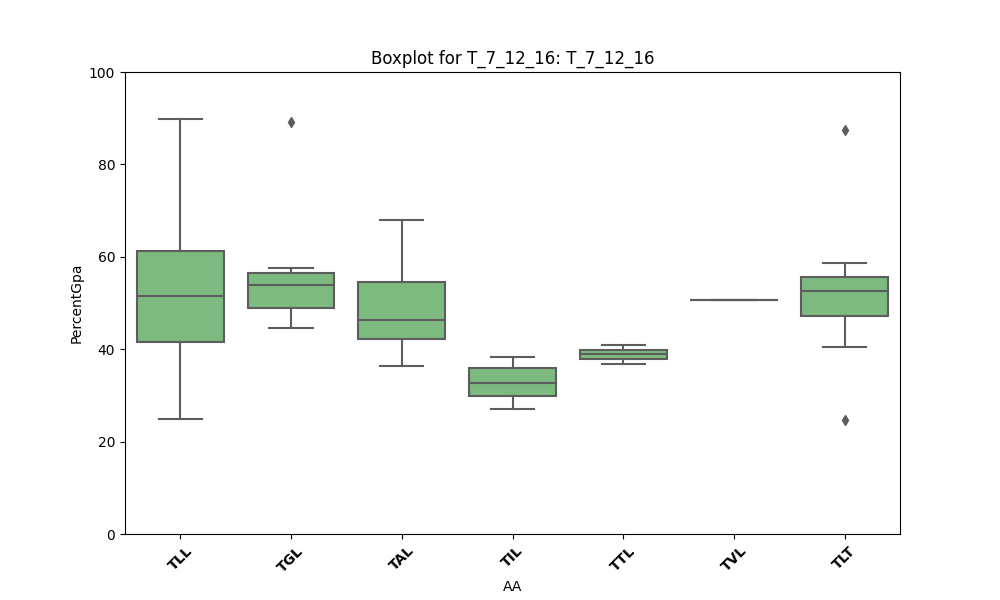 Boxplot for T_7_12_16: T_7_12_16
100
80
60
40
20
0
PercentGpa
TLL
TGL
TAL
TIL
TTL
TVL
TLT
AA